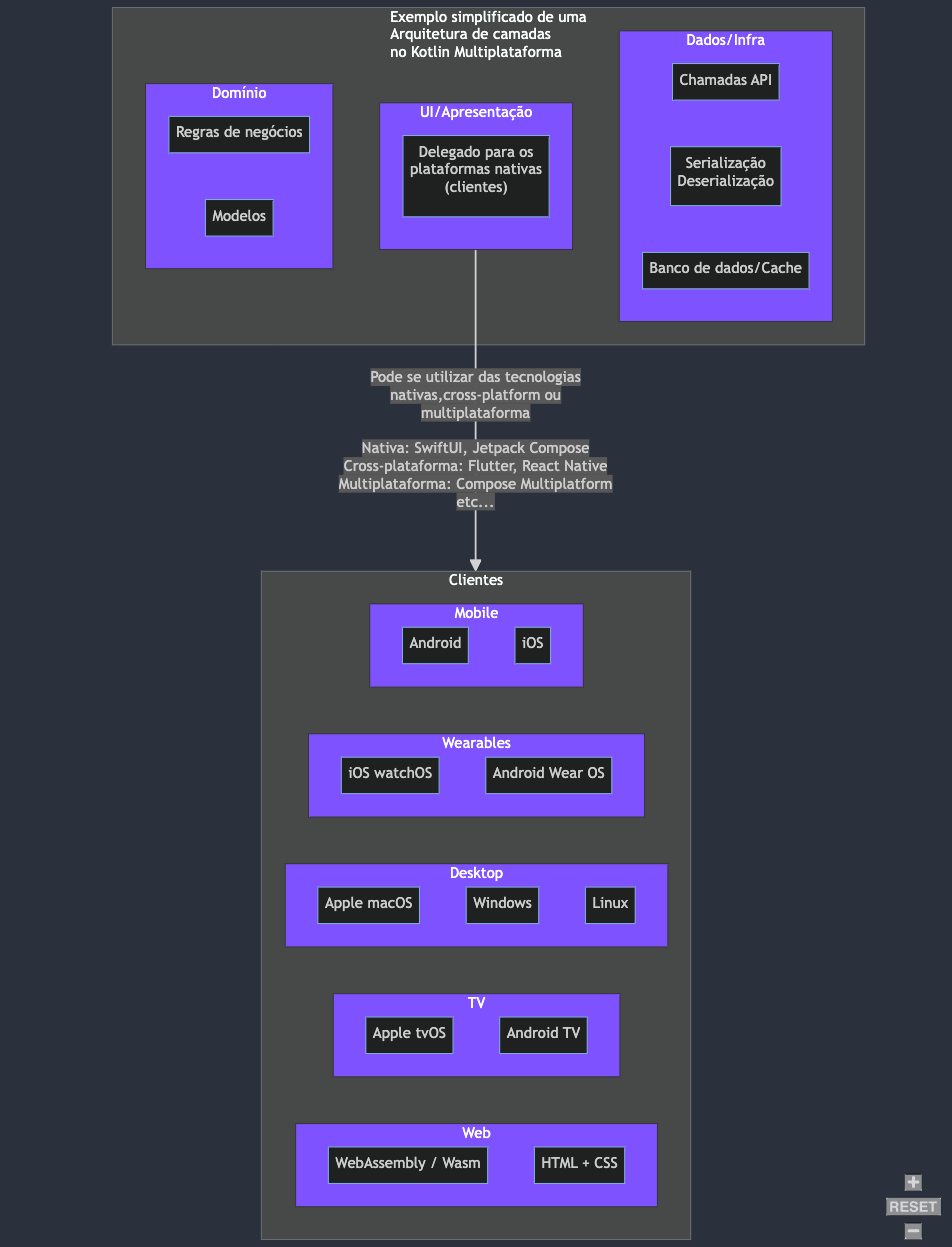 Exemplo simplificado de uma
Arquitetura de camadas
no Kotlin Multiplataforma
Domínio
Regras de negócios
Modelos
UI/Apresentação
Delegado para os
plataformas nativas
(clientes)
Dados/Infra
Chamadas API
Serialização
Deserialização
Banco de dados/Cache
Pode se utilizar das tecnologias
nativas,cross-platform ou
multiplataforma
Nativa: SwiftUI, Jetpack Compose
Cross-plataforma: Flutter, React Native
Multiplataforma: Compose Multiplatform
etc...
Clientes
Mobile
Android
iOS
Wearables
iOS watchOS
Android Wear OS
Desktop
Apple macOS
Windows
Linux
TV
Apple tvOS
Android TV
Web
WebAssembly / Wasm
HTML + CSS
+
RESET
−